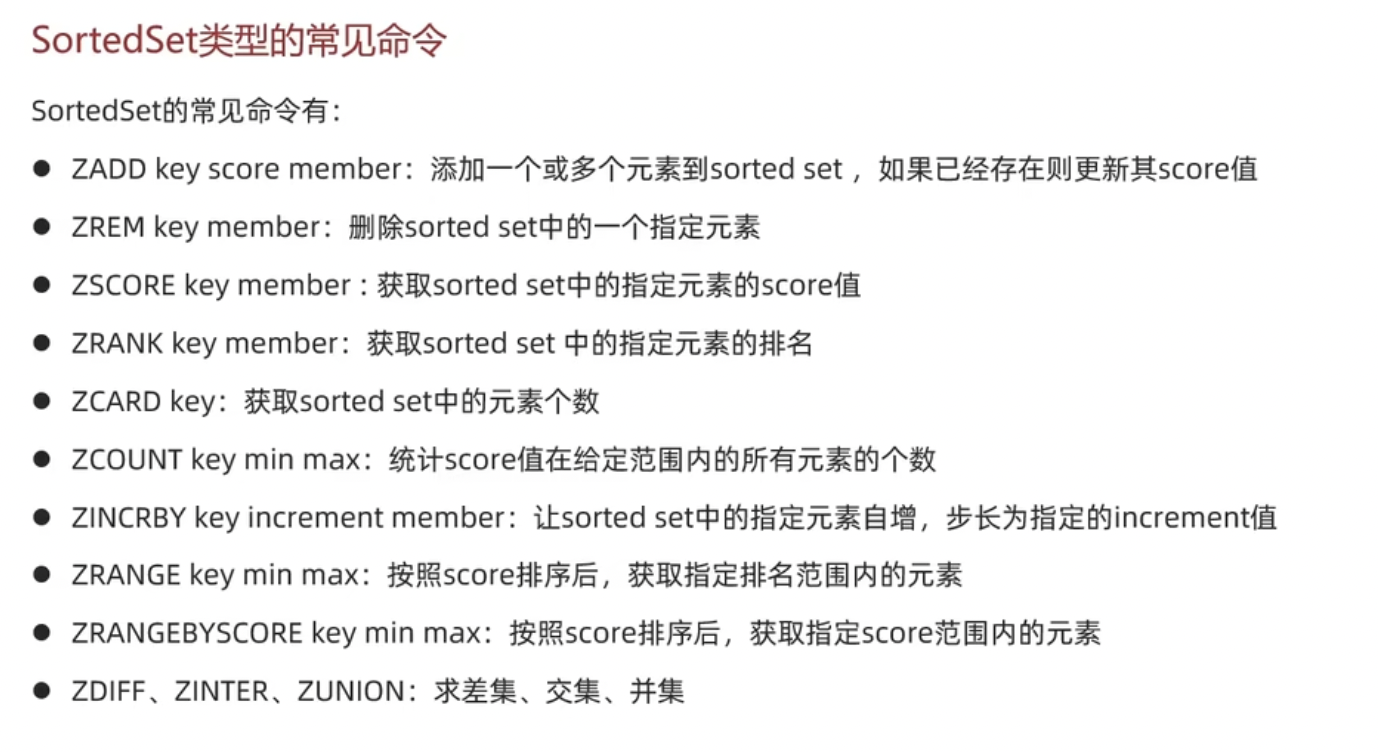 SortedSet类型的常见命令
SortedSet的常见命令有：
● ZADD key score member：添加一个或多个元素到sorted set ，如果已经存在则更新其score值
● ZREM key member：删除sorted set中的一个指定元素
● ZSCORE key member : 获取sorted set中的指定元素的score值
● ZRANK key member：获取sorted set 中的指定元素的排名
● ZCARD key：获取sorted set中的元素个数
● ZCOUNT key min max：统计score值在给定范围内的所有元素的个数
● ZINCRBY key increment member：让sorted set中的指定元素自增，步长为指定的increment值
● ZRANGE key min max：按照score排序后，获取指定排名范围内的元素
● ZRANGEBYSCORE key min max：按照score排序后，获取指定score范围内的元素
● ZDIFF、ZINTER、ZUNION：求差集、交集、并集